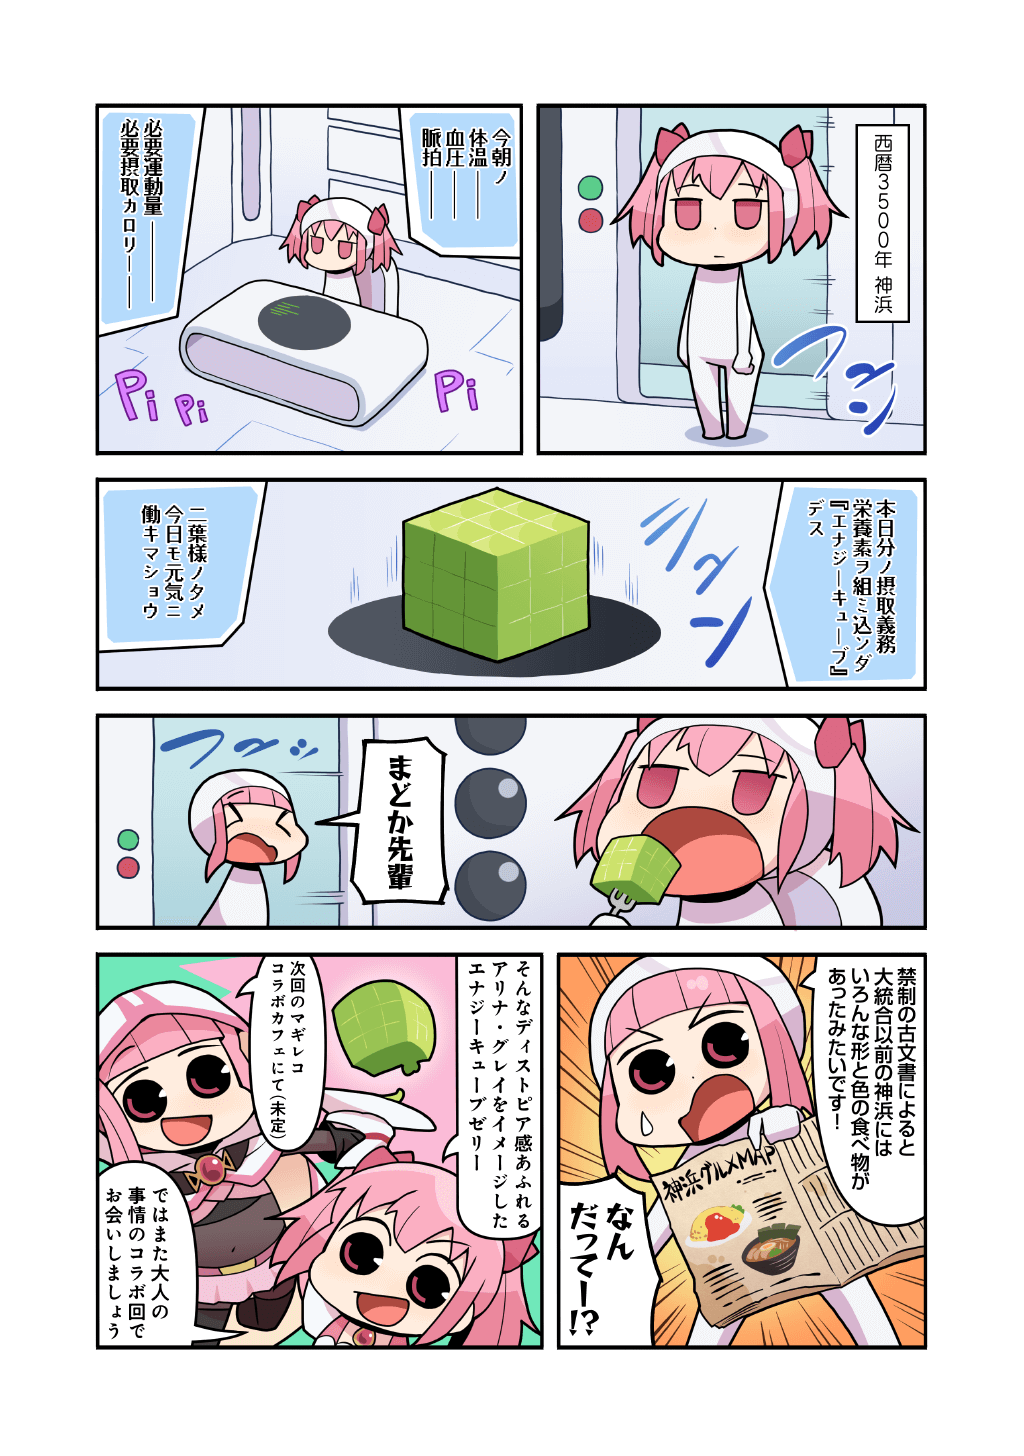 西暦3500年 神浜
フゥーン
今朝ノ
体温――
血圧――
脈拍――
必要運動量――
必要摂取カロリー――
Pi
Pi
Pi
本日分ノ摂取義務
栄養素ヲ組ミ込ンダ
『エナジーキューブ』
デス
ストン
二葉様ノタメ
今日モ元気ニ
働キマショウ
まどか先輩
フゥーッ
禁制の古文書によると
大統合以前の神浜には
いろんな形と色の食べ物が
あったみたいです!
神浜グルメMAP
なん
だってー!?
そんなディストピア感あふれる
アリナ・グレイをイメージした
エナジーキューブゼリー
次回のマギレコ
コラボカフェにて(未定)
ではまた大人の
事情のコラボ回で
お会いしましょう